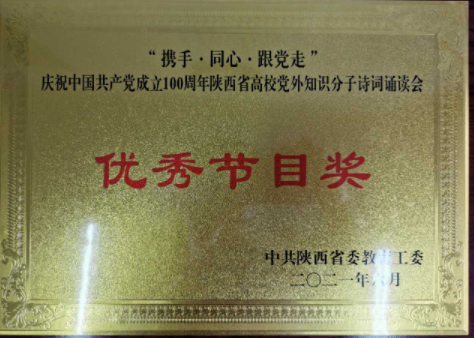 “携手·同心·跟党走”
庆祝中国共产党成立100周年陕西省高校党外知识分子诗词诵读会
优秀节目奖
中共陕西省委教育工委
二〇二一年六月